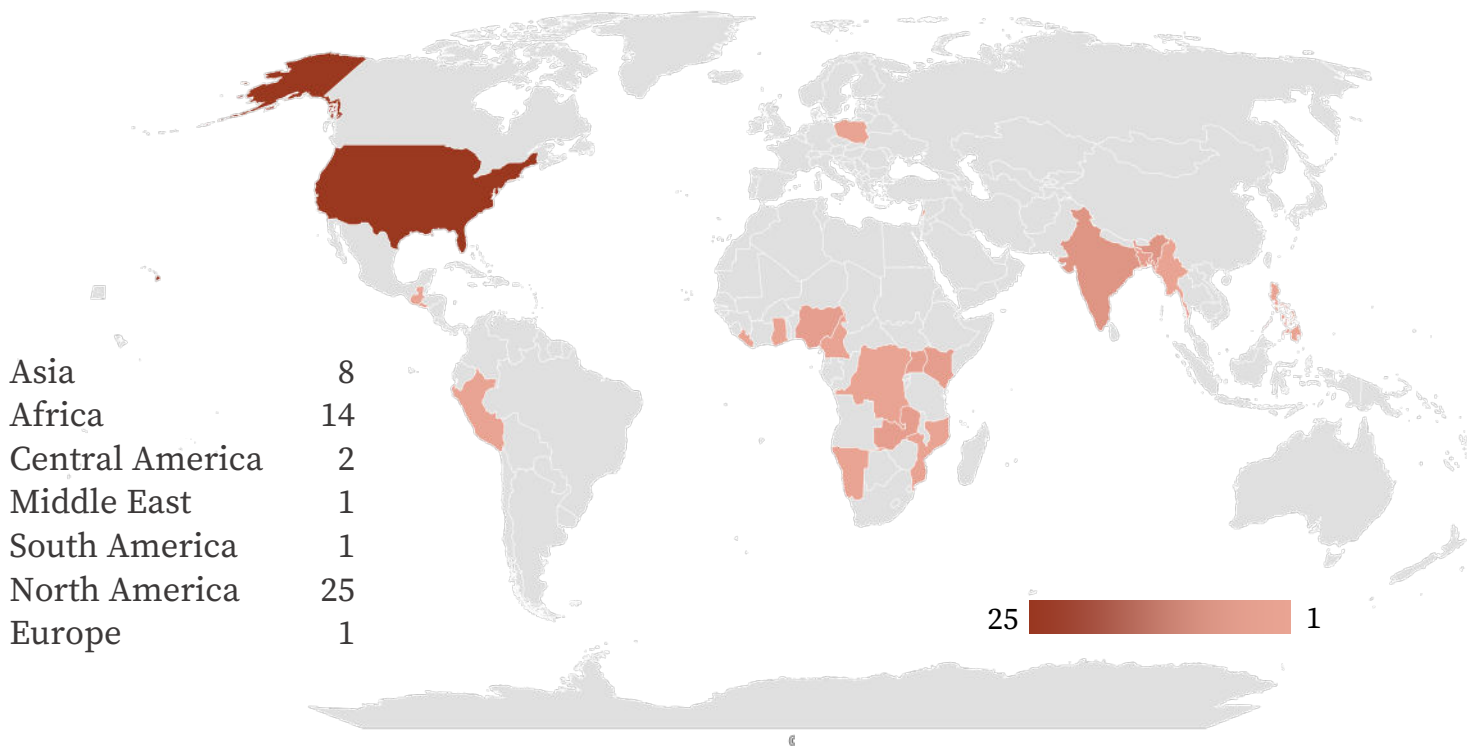 Asia 8
Africa 14
Central America 2
Middle East 1
South America 1
North America 25
Europe 1
25 1